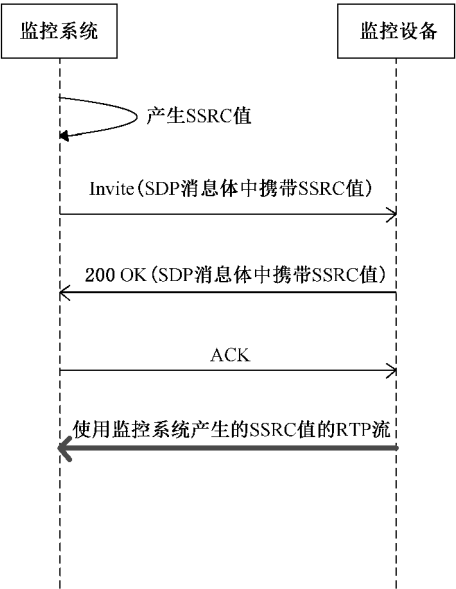 监控系统
监控设备
产生SSRC值
Invite(SDP消息体中携带SSRC值)
200 OK(SDP消息体中携带SSRC值)
ACK
使用监控系统产生的SSRC值的RTP流